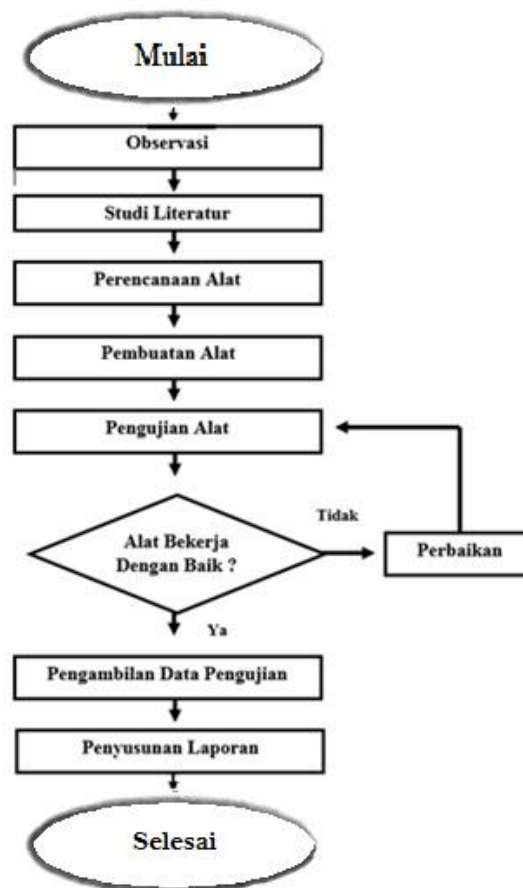 Mulai
Observasi
Studi Literatur
Perencanaan Alat
Pembuatan Alat
Pengujian Alat
Tidak
Alat Bekerja
Dengan Baik ?
Perbaikan
Ya
Pengambilan Data Pengujian
Penyusunan Laporan
Selesai